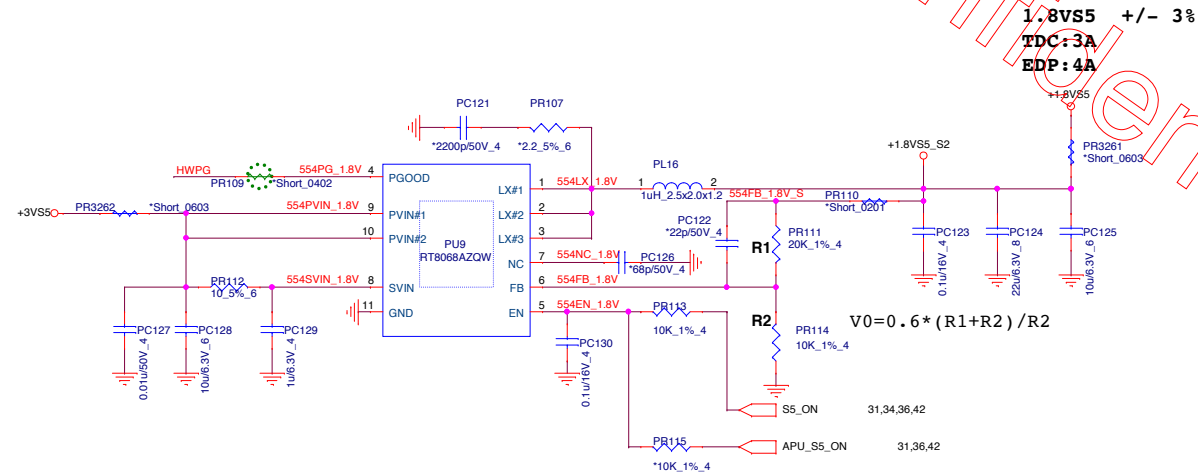 1.8VS5 +/- 3%
TDC:3A
EDP:4A
+1.8VS5
PC121
PR107
*2200p/50V_4
*2.2_5%_6
+1.8VS5_S2
PR3261
*Short_0603
HWPG
PR109
*Short_0402
554PG_1.8V
4
PGOOD
LX#1
1
554LX_1.8V
PL16
1
2
1uH_2.5x2.0x1.2
554FB_1.8V_S
PR110
*Short_0201
+3VS5
PR3262
*Short_0603
554PVIN_1.8V
9
PVIN#1
LX#2
2
10
PVIN#2
LX#3
3
PU9
RT8068AZQW
PC122
*22p/50V_4
R1
PR111
20K_1%_4
PC123
0.1u/16V_4
PC124
22u/6.3V_8
PC125
10u/6.3V_6
NC
7
554NC_1.8V
PC126
*68p/50V_4
PR112
10_5%_6
554SVIN_1.8V
8
SVIN
FB
6
554FB_1.8V
11
GND
EN
5
554EN_1.8V
PR113
10K_1%_4
R2
PR114
10K_1%_4
V0=0.6*(R1+R2)/R2
PC127
0.01u/50V_4
PC128
10u/6.3V_6
PC129
1u/6.3V_4
PC130
0.1u/16V_4
S5_ON
31,34,36,42
PR115
*10K_1%_4
APU_S5_ON
31,36,42